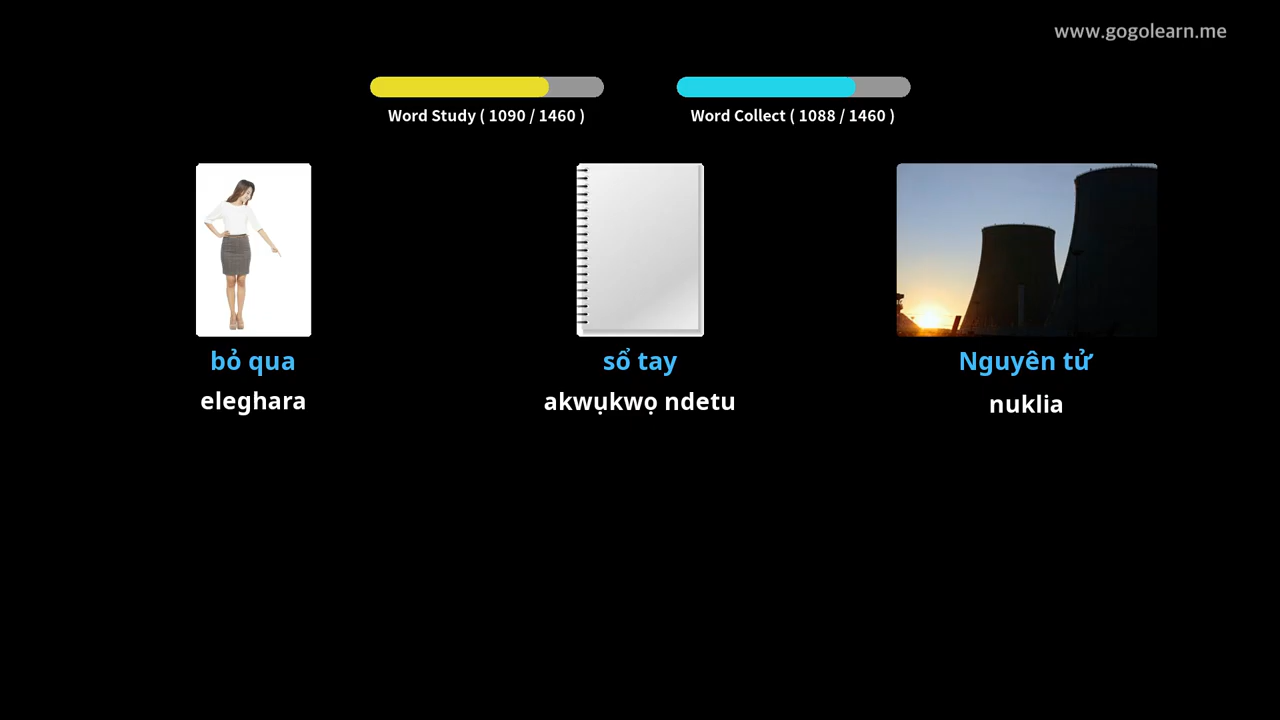 www.gogolearn.me
Word Study ( 1090 / 1460 )
Word Collect ( 1088 / 1460 )
bỏ qua
sổ tay
Nguyên tử
eleghara
akwụkwọ ndetu
nuklia